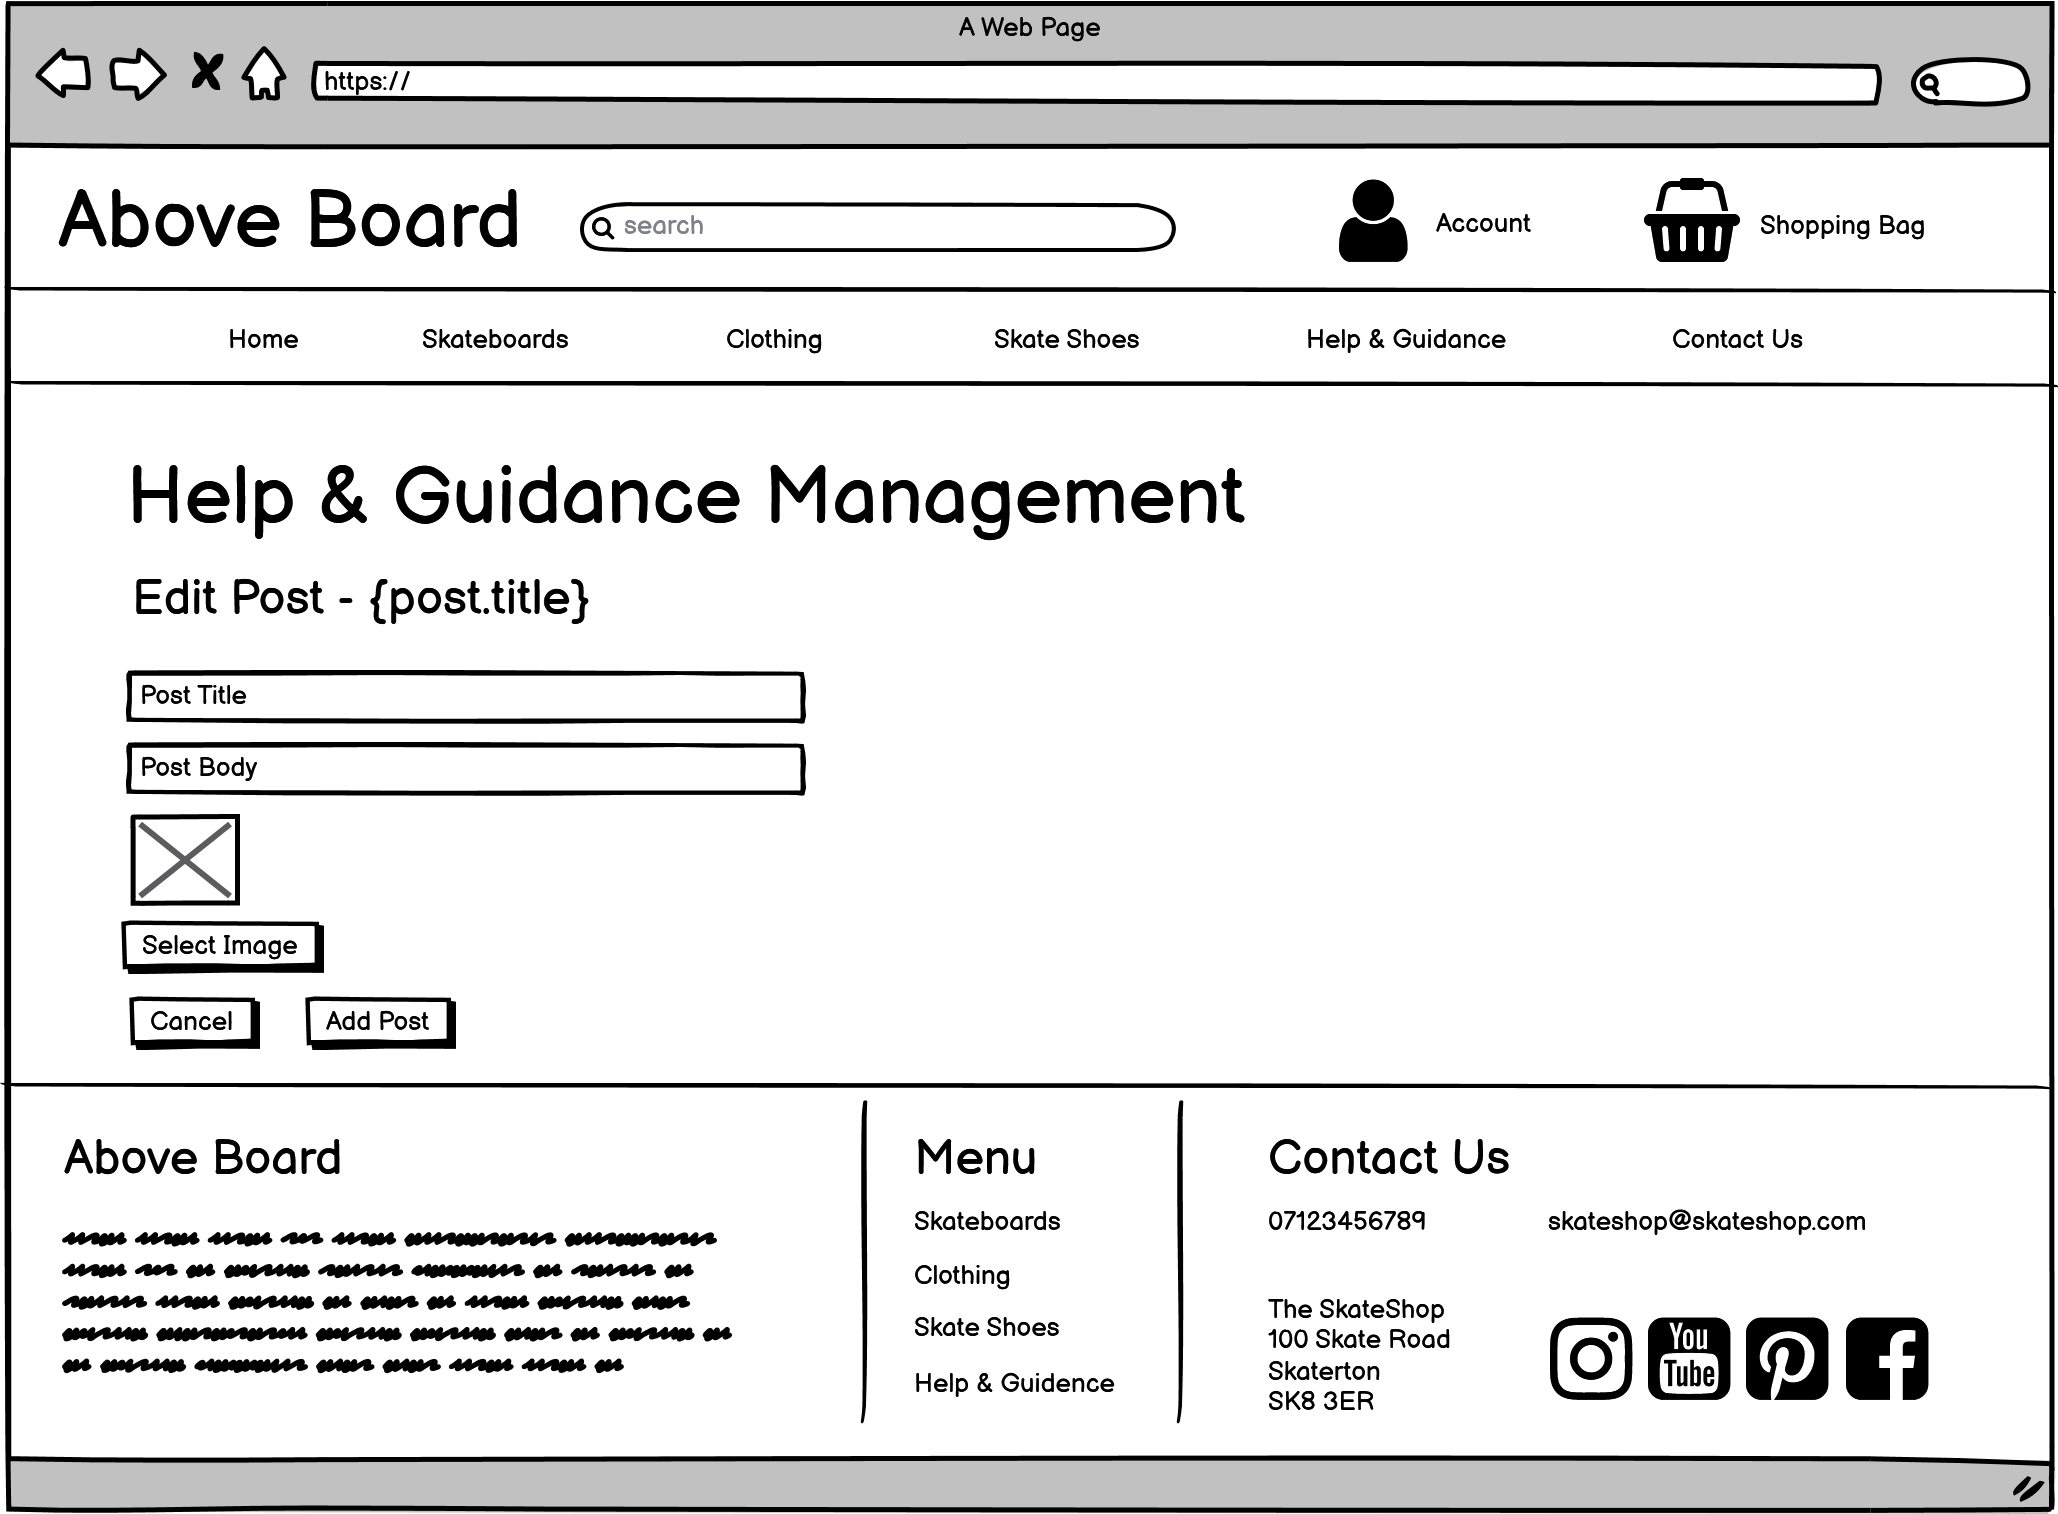 A Web Page
https://
Above Board
search
Account
Shopping Bag
Home
Skateboards
Clothing
Skate Shoes
Help & Guidance
Contact Us
Help & Guidance Management
Edit Post - {post.title}
Post Title
Post Body
Select Image
Cancel
Add Post
Above Board
Menu
Skateboards
Clothing
Skate Shoes
Help & Guidence
Contact Us
07123456789
skateshop@skateshop.com
The SkateShop
100 Skate Road
Skaterton
SK8 3ER
You
Tube